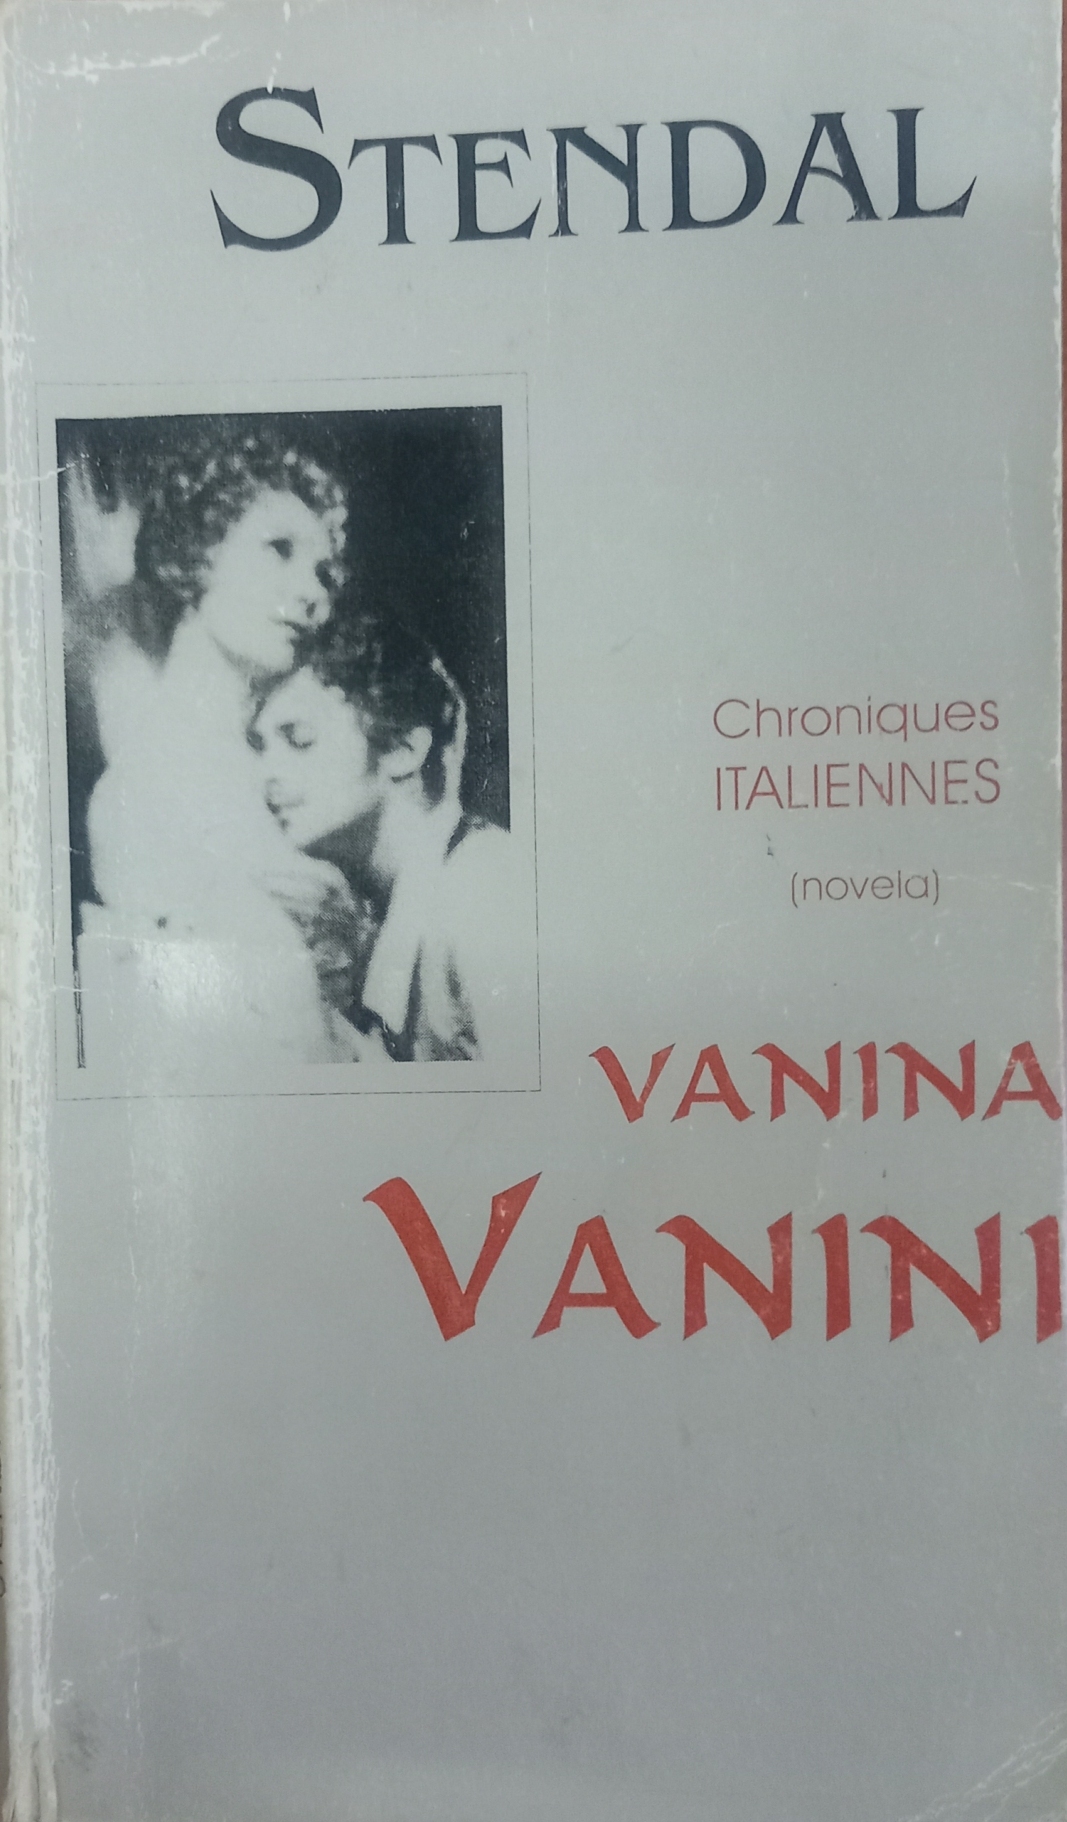 STENDAL
Chroniques
ITALIENNES
(novela)
VANINA
VANINI